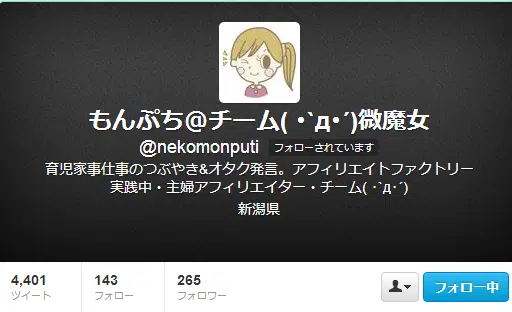 もんぷち@チーム( ･`д･´)微魔女
@nekomonputi フォローされています
育児家事仕事のつぶやき&オタク発言。アフィリエイトファクトリー
実践中・主婦アフィリエイター・チーム( ･`д･´)
新潟県
4,401 143 265
ツイート フォロー フォロワー
フォロー中